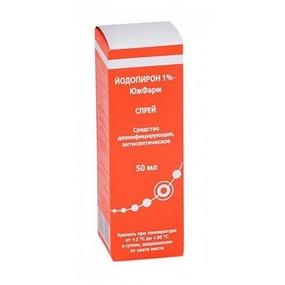 ЙОДОПИРОН 1%-
ЮжФарм
СПРЕЙ
Средство
дезинфицирующее,
антисептическое
50 мл
ЮЖФАРМ
Хранить при температуре
от +2 °C до +30 °C
в сухом, защищенном
от света месте